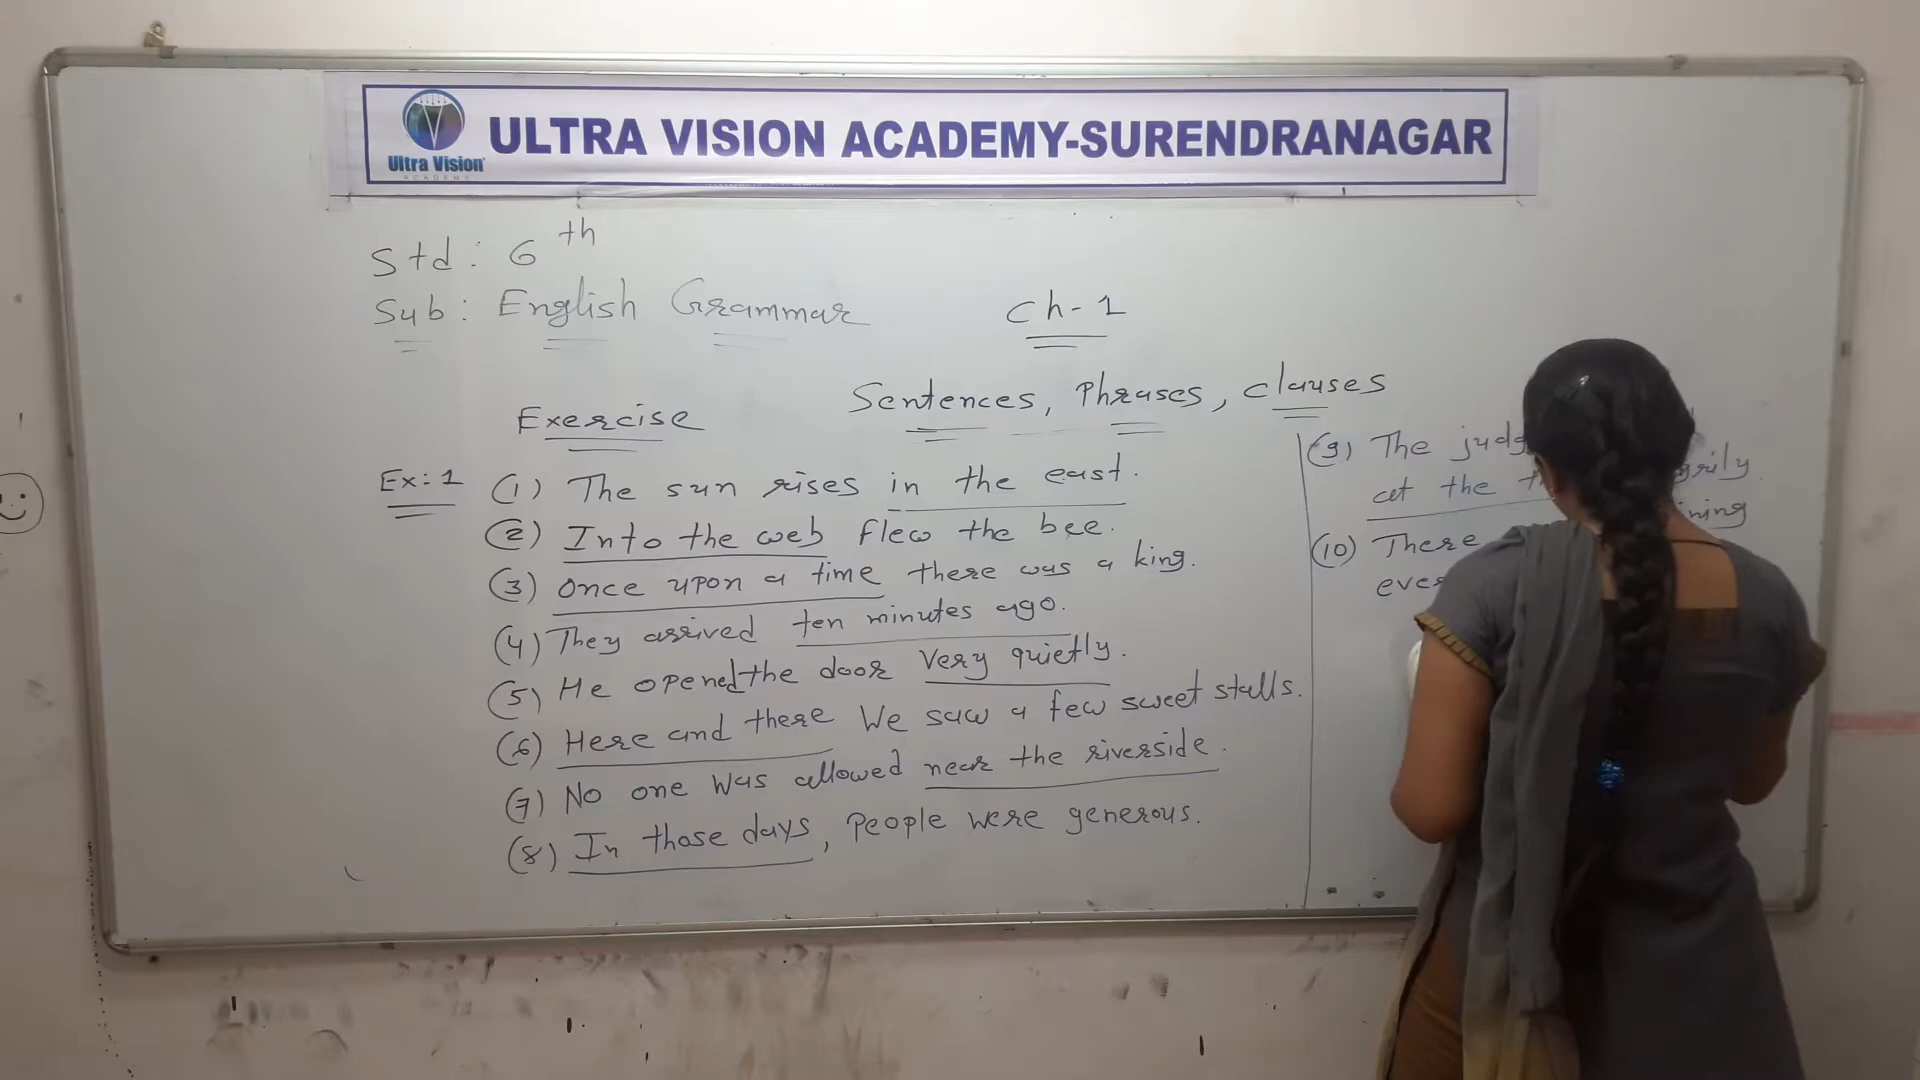 Ultra Vision
ACADEMY
ULTRA VISION ACADEMY-SURENDRANAGAR
Std: 6th
Sub: English Grammar
Ch-1
Sentences, Phrases, clauses
Exercise
Ex:1 (1) The sun rises in the east.
(2) Into the web flew the bee.
(3) Once upon a time there was a king.
(4) They arrived ten minutes ago.
(5) He opened the door Very quietly.
(6) Here and there We saw a few sweet stalls.
(7) No one Was allowed near the riverside.
(8) In those days, People were generous.
(9) The
at the
(10) There